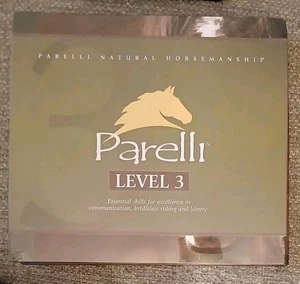 PARELLI NATURAL HORSEMANSHIP
Parelli
LEVEL 3
Essential skills for excellence in
communication, bridleless riding and liberty.